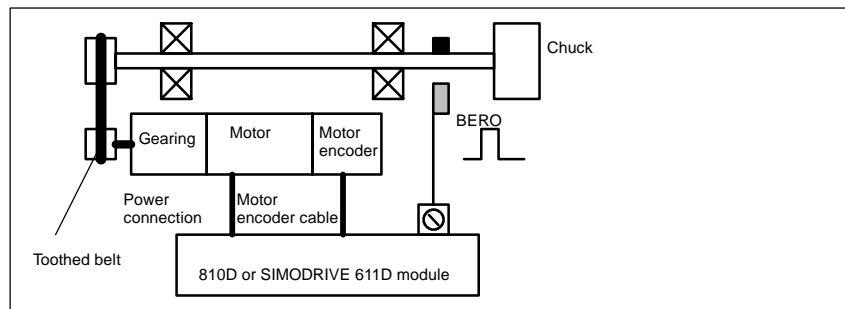 Chuck
BERO
Gearing
Motor
Motor
encoder
Power
connection
Motor
encoder cable
Toothed belt
810D or SIMODRIVE 611D module